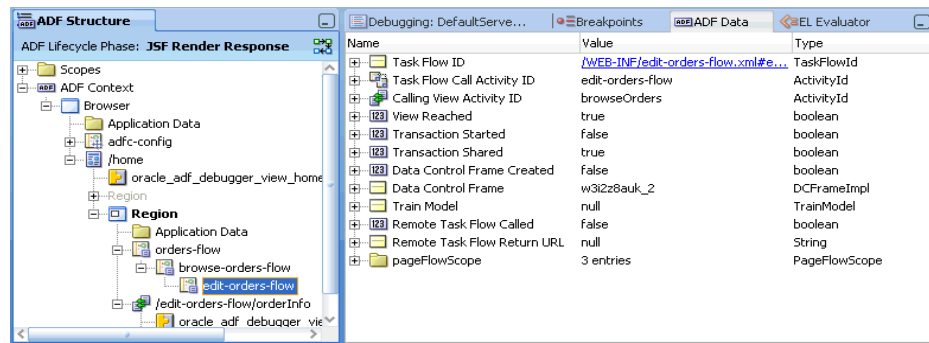 ADF Structure
ADF Lifecycle Phase: JSF Render Response
Scopes
ADF Context
Browser
Application Data
adfc-config
/home
oracle_adf_debugger_view_home
Region
Region
Application Data
orders-flow
browse-orders-flow
edit-orders-flow
/edit-orders-flow/orderInfo
oracle_adf_debugger_vie
Debugging: DefaultServe... Breakpoints ADF Data EL Evaluator
Name Value Type
Task Flow ID /WEB-INF/edit-orders-flow.xml#e... TaskFlowId
Task Flow Call Activity ID edit-orders-flow ActivityId
Calling View Activity ID browseOrders ActivityId
View Reached true boolean
Transaction Started false boolean
Transaction Shared true boolean
Data Control Frame Created false boolean
Data Control Frame w3i2z8auk_2 DCFrameImpl
Train Model null TrainModel
Remote Task Flow Called false boolean
Remote Task Flow Return URL null String
pageFlowScope 3 entries PageFlowScope